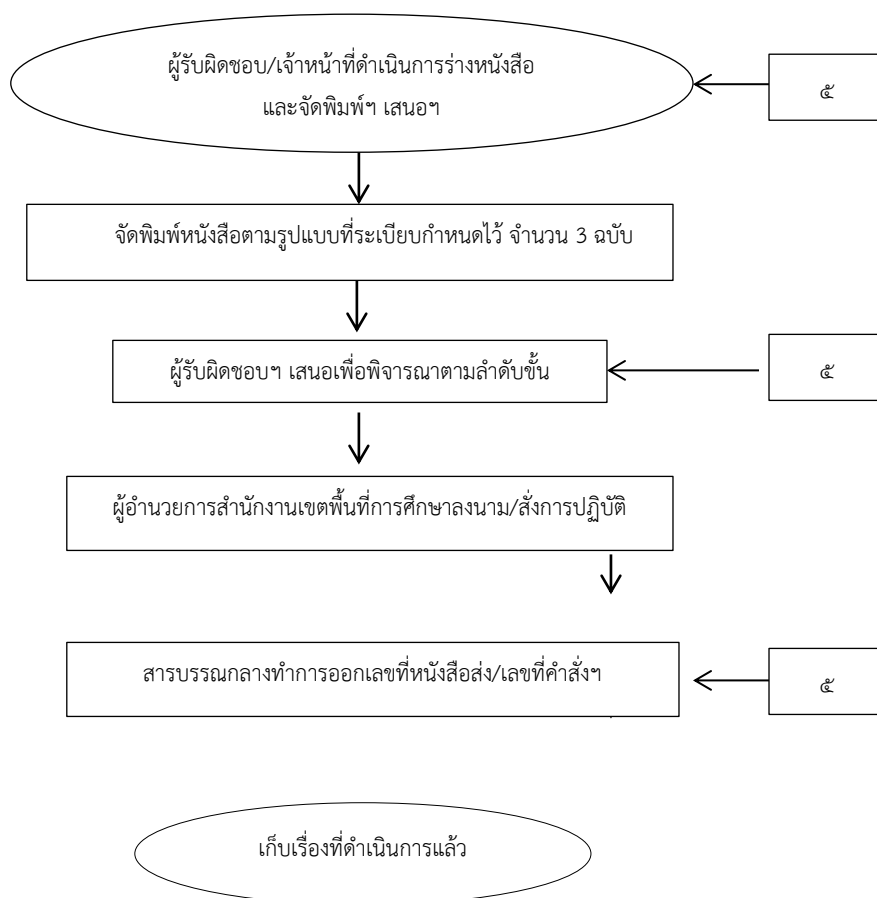 ผู้รับผิดชอบ/เจ้าหน้าที่ดำเนินการร่างหนังสือ
และจัดพิมพ์ฯ เสนอฯ
๕
จัดพิมพ์หนังสือตามรูปแบบที่ระเบียบกำหนดไว้ จำนวน 3 ฉบับ
ผู้รับผิดชอบฯ เสนอเพื่อพิจารณาตามลำดับขั้น
๕
ผู้อำนวยการสำนักงานเขตพื้นที่การศึกษาลงนาม/สั่งการปฏิบัติ
สารบรรณกลางทำการออกเลขที่หนังสือส่ง/เลขที่คำสั่งฯ
๕
เก็บเรื่องที่ดำเนินการแล้ว